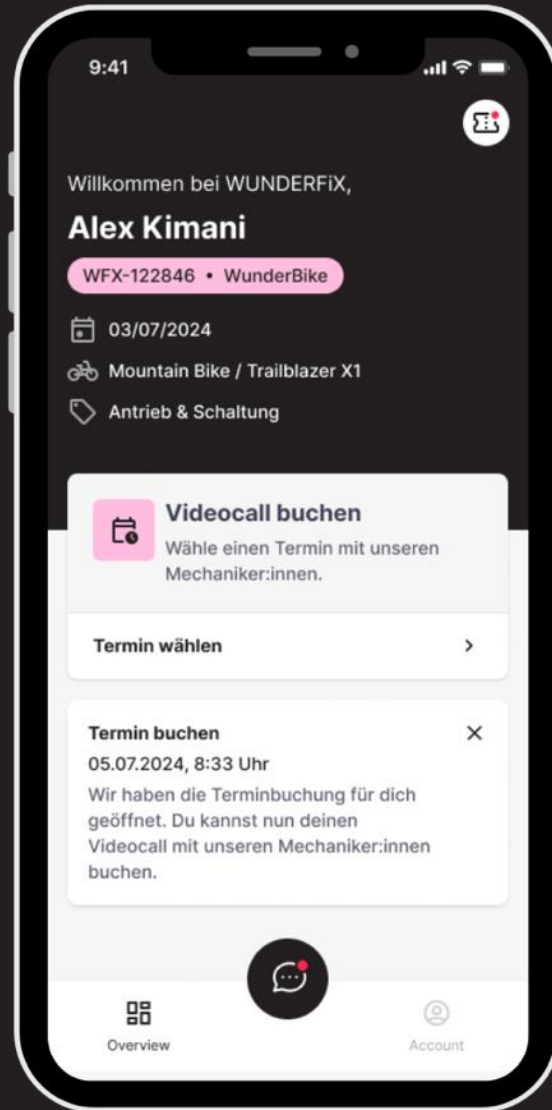 9:41
Willkommen bei WUNDERFiX,
Alex Kimani
WFX-122846 • WunderBike
03/07/2024
Mountain Bike / Trailblazer X1
Antrieb & Schaltung
Videocall buchen
Wähle einen Termin mit unseren
Mechaniker:innen.
Termin wählen
Termin buchen
05.07.2024, 8:33 Uhr
Wir haben die Terminbuchung für dich
geöffnet. Du kannst nun deinen
Videocall mit unseren Mechaniker:innen
buchen.
Overview
Account